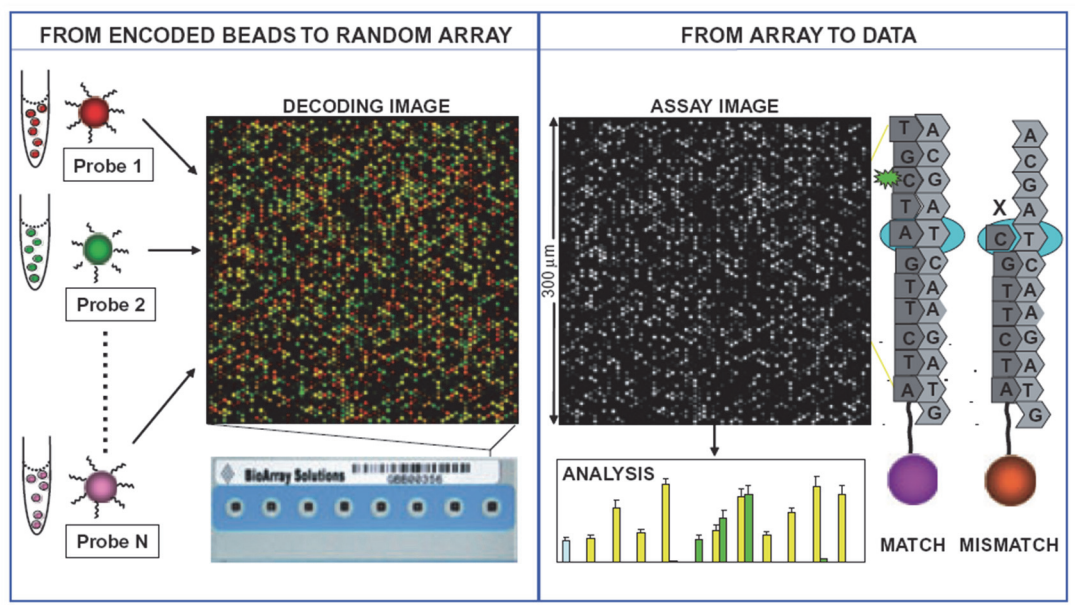 FROM ENCODED BEADS TO RANDOM ARRAY
Probe 1
Probe 2
Probe N
DECODING IMAGE
BioArray Solutions
GBB00356
FROM ARRAY TO DATA
ASSAY IMAGE
300 μm
ANALYSIS
T A
G C
C G
T A
A T
G C
T A
T A
C G
T A
A T
G
MATCH
A
C
G
A
X
C T
G C
T A
T A
C G
T A
A T
G
MISMATCH